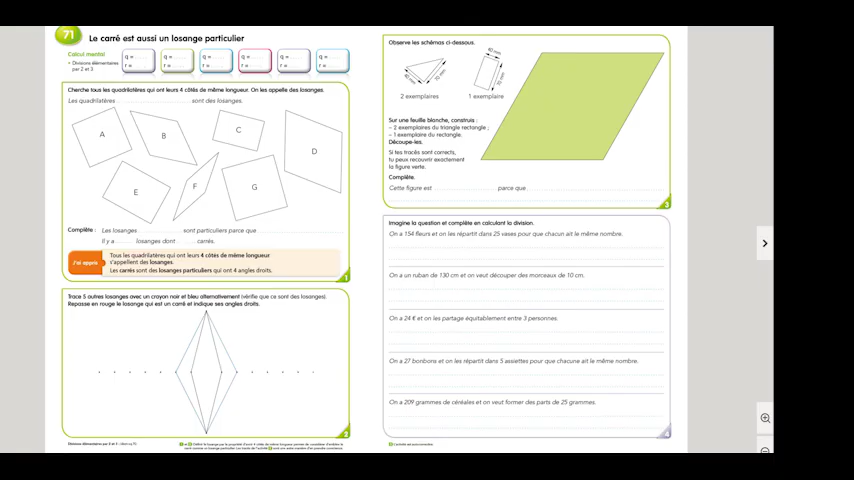 71
Le carré est aussi un losange particulier
Calcul mental
• Divisions élémentaires
par 2 et 3
q = q = q = q = q = q =
r = r = r = r = r = r =
Cherche tous les quadrilatères qui ont leurs 4 côtés de même longueur. On les appelle des losanges.
Les quadrilatères sont des losanges.
A
B
C
D
E
F
G
Complète : Les losanges sont particuliers parce que
Il y a losanges dont carrés.
J'ai appris
Tous les quadrilatères qui ont leurs 4 côtés de même longueur
s'appellent des losanges.
Les carrés sont des losanges particuliers qui ont 4 angles droits.
1
Trace 5 autres losanges avec un crayon noir et bleu alternativement (vérifie que ce sont des losanges).
Repasse en rouge le losange qui est un carré et indique ses angles droits.
2
Observe les schémas ci-dessous.
70 mm
40 mm
70 mm
2 exemplaires
1 exemplaire
Sur une feuille blanche, construis :
– 2 exemplaires du triangle rectangle ;
– 1 exemplaire du rectangle.
Découpe-les.
Si tes tracés sont corrects,
tu peux recouvrir exactement
la figure verte.
Complète.
Cette figure est parce que
3
Imagine la question et complète en calculant la division.
On a 154 fleurs et on les répartit dans 25 vases pour que chacun ait le même nombre.
On a un ruban de 130 cm et on veut découper des morceaux de 10 cm.
On a 24 € et on les partage équitablement entre 3 personnes.
On a 27 bonbons et on les répartit dans 5 assiettes pour que chacune ait le même nombre.
On a 209 grammes de céréales et on veut former des parts de 25 grammes.
4